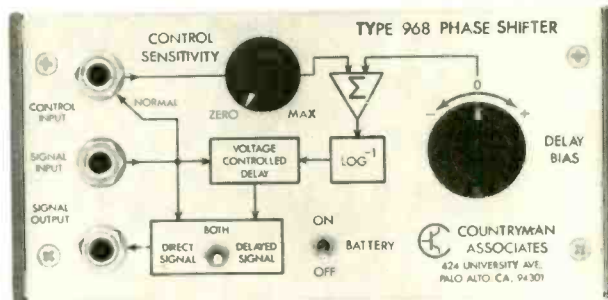 TYPE 968 PHASE SHIFTER
CONTROL
SENSITIVITY
ZERO
MAX
Σ
0
-
+
DELAY
BIAS
CONTROL
INPUT
NORMAL
SIGNAL
INPUT
VOLTAGE
CONTROLLED
DELAY
LOG⁻¹
SIGNAL
OUTPUT
BOTH
DIRECT
SIGNAL
DELAYED
SIGNAL
ON
BATTERY
OFF
COUNTRYMAN
ASSOCIATES
424 UNIVERSITY AVE.
PALO ALTO CA. 94301